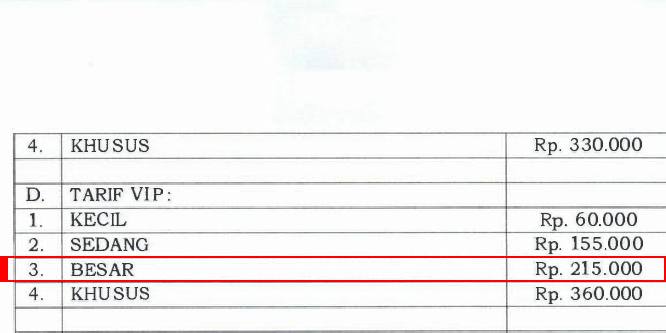 4. KHUSUS Rp. 330.000
D. TARIF VIP:
1. KECIL Rp. 60.000
2. SEDANG Rp. 155.000
3. BESAR Rp. 215.000
4. KHUSUS Rp. 360.000